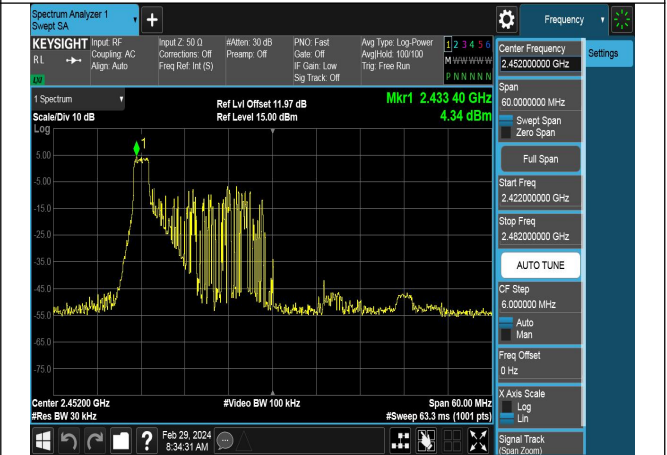 Spectrum Analyzer 1
Swept SA
+
Frequency
KEYSIGHT
Input: RF
Input Z: 50 Ω
#Atten: 30 dB
PNO: Fast
Avg Type: Log-Power
1 2 3 4 5 6
RL
Coupling: AC
Corrections: Off
Preamp: Off
Gate: Off
Avg|Hold: 100/100
M W W W W W
Align: Auto
Freq Ref: Int (S)
IF Gain: Low
Trig: Free Run
Sig Track: Off
P N N N N N
LXI
1 Spectrum
Ref Lvl Offset 11.97 dB
Mkr1 2.433 40 GHz
Scale/Div 10 dB
Ref Level 15.00 dBm
4.34 dBm
Log
1
5.00
-5.00
-15.0
-25.0
-35.0
-45.0
-55.0
-65.0
-75.0
Center 2.45200 GHz
#Video BW 100 kHz
Span 60.00 MHz
#Res BW 30 kHz
#Sweep 63.3 ms (1001 pts)
Feb 29, 2024
8:34:31 AM
?
Center Frequency
2.452000000 GHz
Settings
Span
60.0000000 MHz
Swept Span
Zero Span
Full Span
Start Freq
2.422000000 GHz
Stop Freq
2.482000000 GHz
AUTO TUNE
CF Step
6.000000 MHz
Auto
Man
Freq Offset
0 Hz
X Axis Scale
Log
Lin
Signal Track
(Span Zoom)